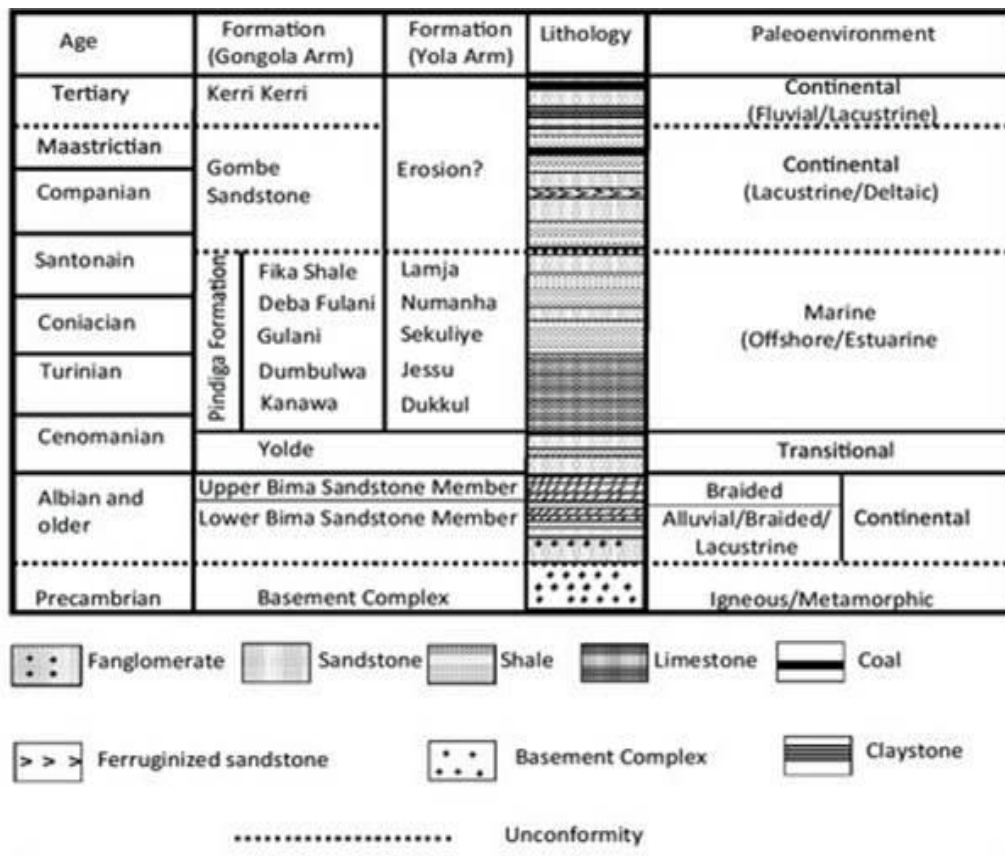 Age
Formation
(Gongola Arm)
Formation
(Yola Arm)
Lithology
Paleoenvironment
Tertiary
Kerri Kerri
Continental
(Fluvial/Lacustrine)
Maastrictian
Companian
Gombe
Sandstone
Erosion?
Continental
(Lacustrine/Deltaic)
Santonain
Coniacian
Turinian
Cenomanian
Pindiga Formation
Fika Shale
Deba Fulani
Gulani
Dumbulwa
Kanawa
Lamja
Numanha
Sekuliye
Jessu
Dukkul
Marine
(Offshore/Estuarine
Yolde
Transitional
Albian and
older
Upper Bima Sandstone Member
Lower Bima Sandstone Member
Braided
Alluvial/Braided/
Lacustrine
Continental
Precambrian
Basement Complex
Igneous/Metamorphic
Fanglomerate
Sandstone
Shale
Limestone
Coal
Ferruginized sandstone
Basement Complex
Claystone
Unconformity